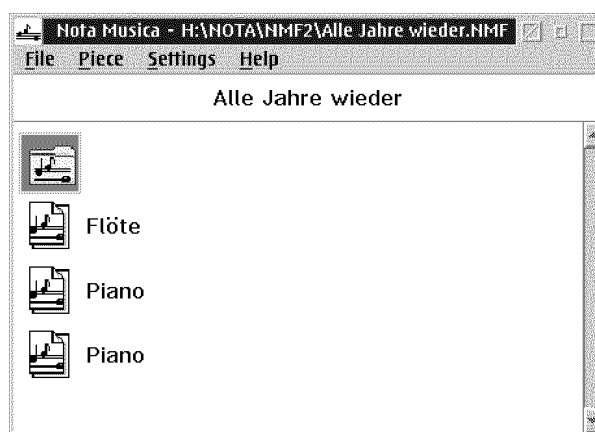 Nota Musica - H:\NOTA\NMF2\Alle Jahre wieder.NMF
File Piece Settings Help
Alle Jahre wieder
Flöte
Piano
Piano